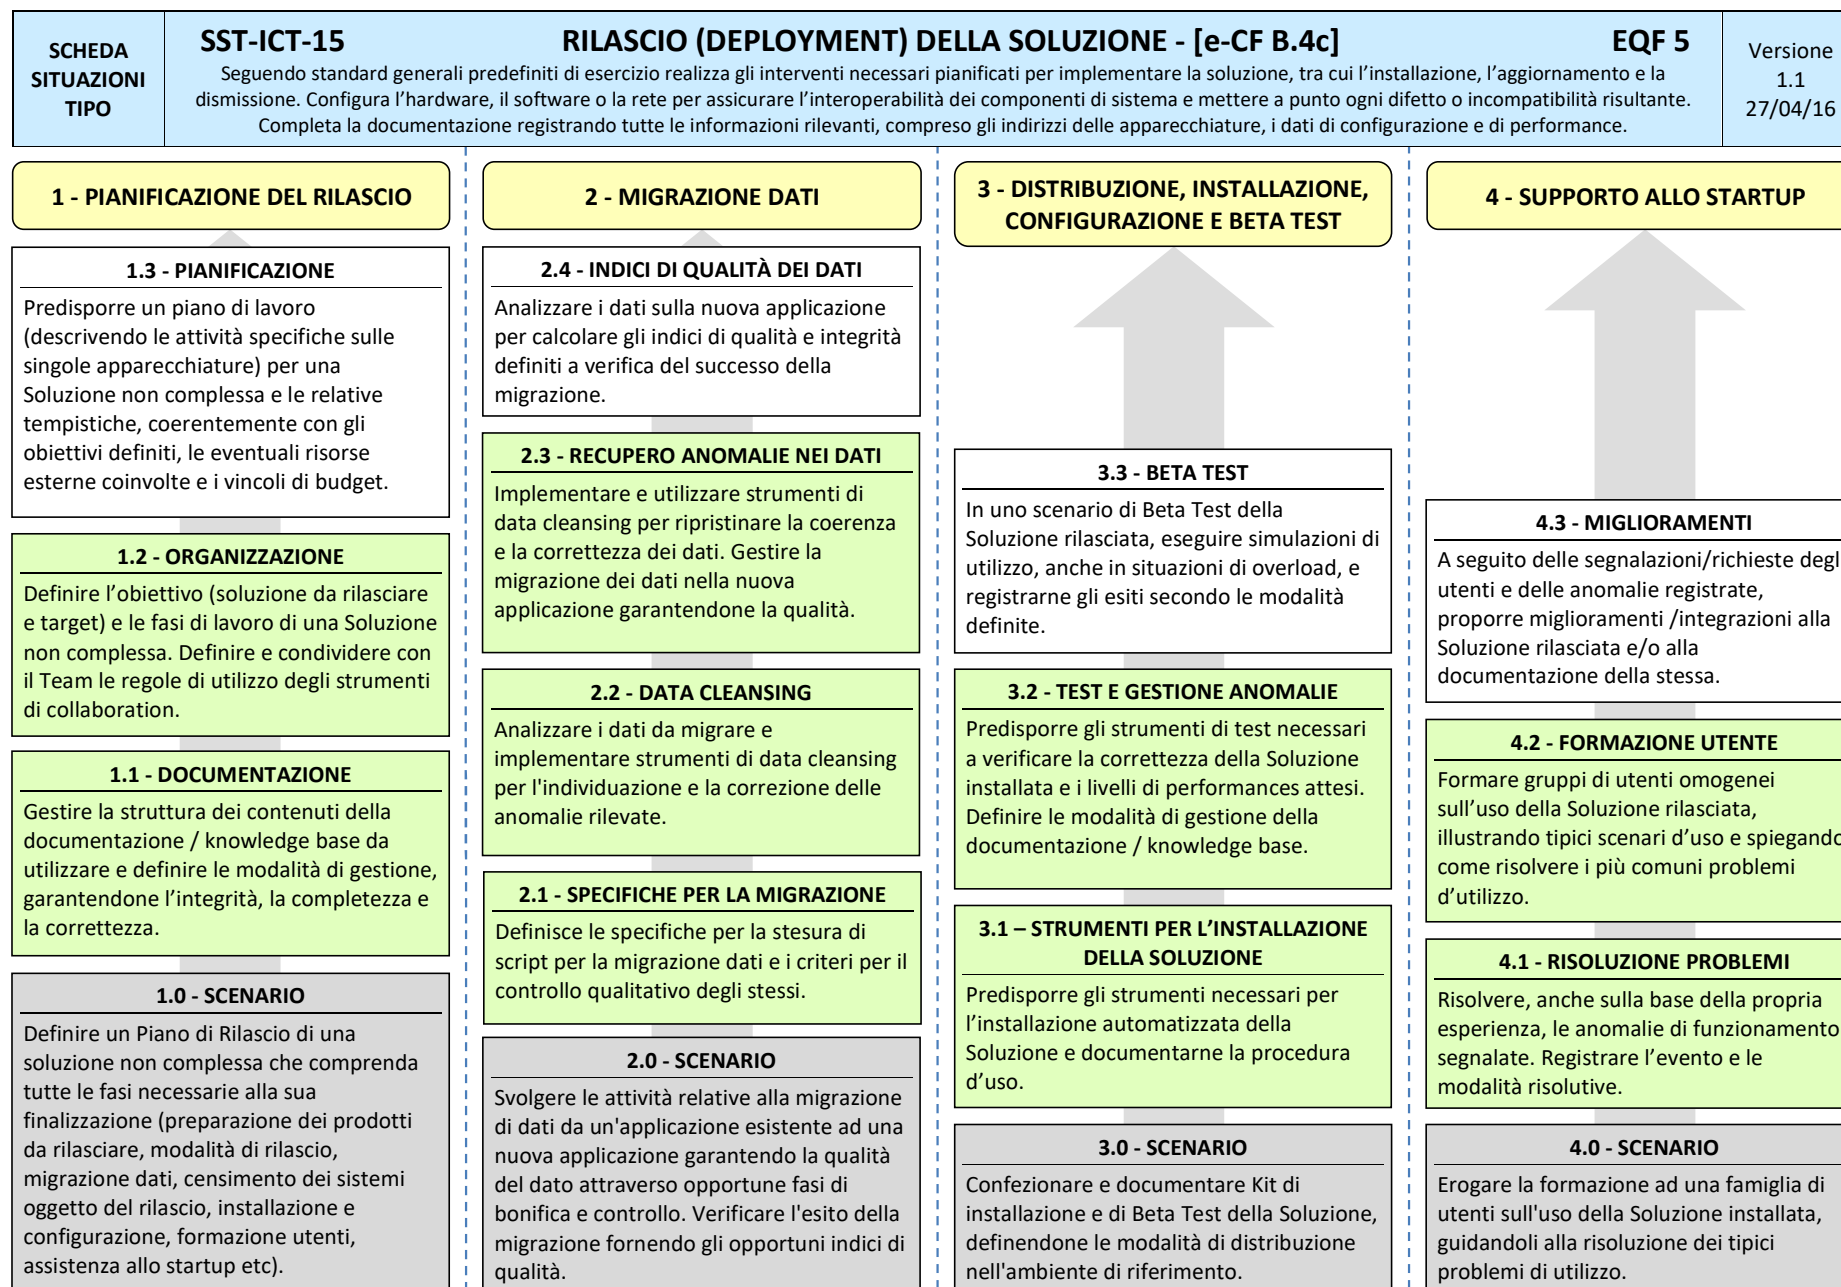 SCHEDA
SITUAZIONI
TIPO
SST-ICT-15 RILASCIO (DEPLOYMENT) DELLA SOLUZIONE - [e-CF B.4c] EQF 5
Seguendo standard generali predefiniti di esercizio realizza gli interventi necessari pianificati per implementare la soluzione, tra cui l’installazione, l’aggiornamento e la
dismissione. Configura l’hardware, il software o la rete per assicurare l’interoperabilità dei componenti di sistema e mettere a punto ogni difetto o incompatibilità risultante.
Completa la documentazione registrando tutte le informazioni rilevanti, compreso gli indirizzi delle apparecchiature, i dati di configurazione e di performance.
Versione
1.1
27/04/16
1 - PIANIFICAZIONE DEL RILASCIO
1.3 - PIANIFICAZIONE
Predisporre un piano di lavoro
(descrivendo le attività specifiche sulle
singole apparecchiature) per una
Soluzione non complessa e le relative
tempistiche, coerentemente con gli
obiettivi definiti, le eventuali risorse
esterne coinvolte e i vincoli di budget.
1.2 - ORGANIZZAZIONE
Definire l’obiettivo (soluzione da rilasciare
e target) e le fasi di lavoro di una Soluzione
non complessa. Definire e condividere con
il Team le regole di utilizzo degli strumenti
di collaboration.
1.1 - DOCUMENTAZIONE
Gestire la struttura dei contenuti della
documentazione / knowledge base da
utilizzare e definire le modalità di gestione,
garantendone l’integrità, la completezza e
la correttezza.
1.0 - SCENARIO
Definire un Piano di Rilascio di una
soluzione non complessa che comprenda
tutte le fasi necessarie alla sua
finalizzazione (preparazione dei prodotti
da rilasciare, modalità di rilascio,
migrazione dati, censimento dei sistemi
oggetto del rilascio, installazione e
configurazione, formazione utenti,
assistenza allo startup etc).
2 - MIGRAZIONE DATI
2.4 - INDICI DI QUALITÀ DEI DATI
Analizzare i dati sulla nuova applicazione
per calcolare gli indici di qualità e integrità
definiti a verifica del successo della
migrazione.
2.3 - RECUPERO ANOMALIE NEI DATI
Implementare e utilizzare strumenti di
data cleansing per ripristinare la coerenza
e la correttezza dei dati. Gestire la
migrazione dei dati nella nuova
applicazione garantendone la qualità.
2.2 - DATA CLEANSING
Analizzare i dati da migrare e
implementare strumenti di data cleansing
per l'individuazione e la correzione delle
anomalie rilevate.
2.1 - SPECIFICHE PER LA MIGRAZIONE
Definisce le specifiche per la stesura di
script per la migrazione dati e i criteri per il
controllo qualitativo degli stessi.
2.0 - SCENARIO
Svolgere le attività relative alla migrazione
di dati da un'applicazione esistente ad una
nuova applicazione garantendo la qualità
del dato attraverso opportune fasi di
bonifica e controllo. Verificare l'esito della
migrazione fornendo gli opportuni indici di
qualità.
3 - DISTRIBUZIONE, INSTALLAZIONE,
CONFIGURAZIONE E BETA TEST
3.3 - BETA TEST
In uno scenario di Beta Test della
Soluzione rilasciata, eseguire simulazioni di
utilizzo, anche in situazioni di overload, e
registrarne gli esiti secondo le modalità
definite.
3.2 - TEST E GESTIONE ANOMALIE
Predisporre gli strumenti di test necessari
a verificare la correttezza della Soluzione
installata e i livelli di performances attesi.
Definire le modalità di gestione della
documentazione / knowledge base.
3.1 – STRUMENTI PER L’INSTALLAZIONE
DELLA SOLUZIONE
Predisporre gli strumenti necessari per
l’installazione automatizzata della
Soluzione e documentarne la procedura
d’uso.
3.0 - SCENARIO
Confezionare e documentare Kit di
installazione e di Beta Test della Soluzione,
definendone le modalità di distribuzione
nell'ambiente di riferimento.
4 - SUPPORTO ALLO STARTUP
4.3 - MIGLIORAMENTI
A seguito delle segnalazioni/richieste degl
utenti e delle anomalie registrate,
proporre miglioramenti /integrazioni alla
Soluzione rilasciata e/o alla
documentazione della stessa.
4.2 - FORMAZIONE UTENTE
Formare gruppi di utenti omogenei
sull’uso della Soluzione rilasciata,
illustrando tipici scenari d’uso e spiegando
come risolvere i più comuni problemi
d’utilizzo.
4.1 - RISOLUZIONE PROBLEMI
Risolvere, anche sulla base della propria
esperienza, le anomalie di funzionamento
segnalate. Registrare l’evento e le
modalità risolutive.
4.0 - SCENARIO
Erogare la formazione ad una famiglia di
utenti sull'uso della Soluzione installata,
guidandoli alla risoluzione dei tipici
problemi di utilizzo.